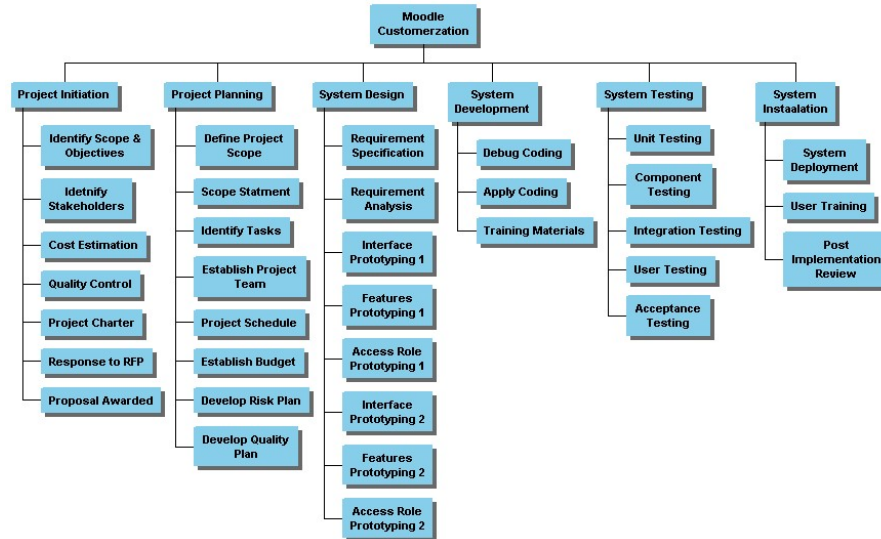 Moodle
Customerzation
Project Initiation
Identify Scope &
Objectives
Idetnify
Stakeholders
Cost Estimation
Quality Control
Project Charter
Response to RFP
Proposal Awarded
Project Planning
Define Project
Scope
Scope Statment
Identify Tasks
Establish Project
Team
Project Schedule
Establish Budget
Develop Risk Plan
Develop Quality
Plan
System Design
Requirement
Specification
Requirement
Analysis
Interface
Prototyping 1
Features
Prototyping 1
Access Role
Prototyping 1
Interface
Prototyping 2
Features
Prototyping 2
Access Role
Prototyping 2
System
Development
Debug Coding
Apply Coding
Training Materials
System Testing
Unit Testing
Component
Testing
Integration Testing
User Testing
Acceptance
Testing
System
Instaalation
System
Deployment
User Training
Post
Implementation
Review